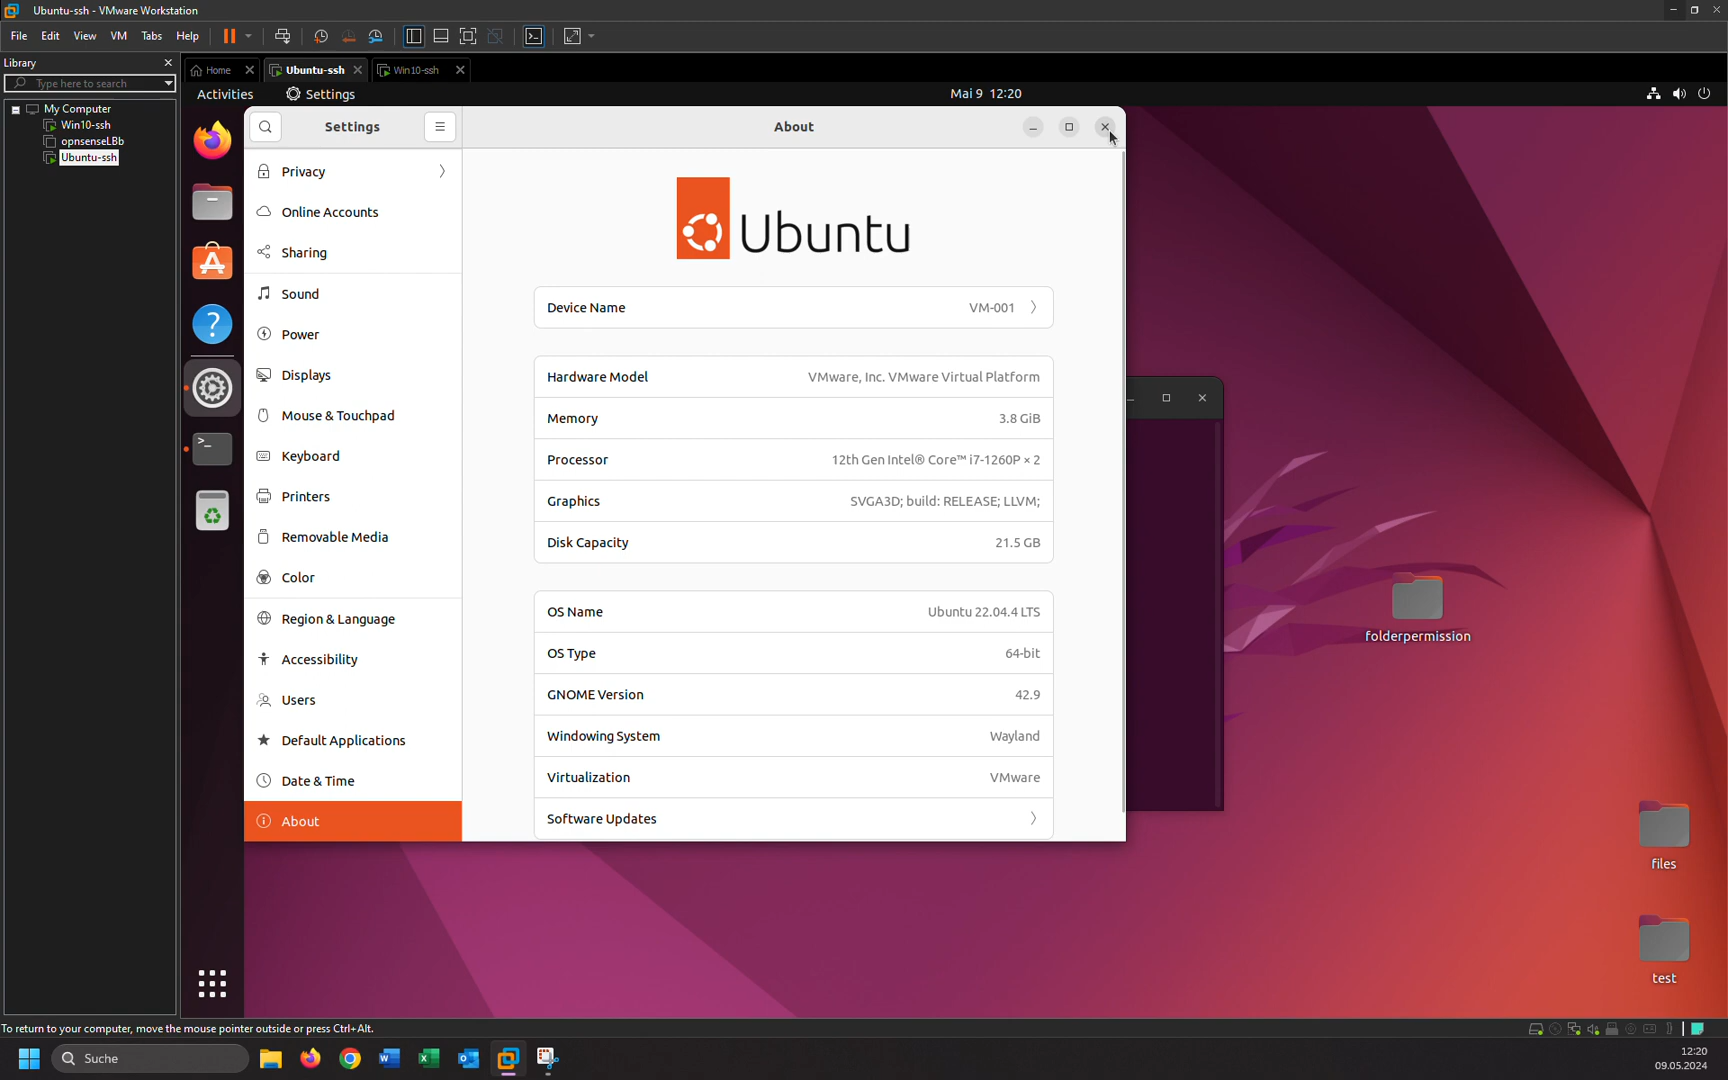 Ubuntu-ssh - VMware Workstation
File Edit View VM Tabs Help
Library
Type here to search
My Computer
Win10-ssh
opnsenseLBb
Ubuntu-ssh
Home Ubuntu-ssh Win10-ssh
Activities Settings Mai 9 12:20
Settings
About
Privacy
Online Accounts
Sharing
Sound
Power
Displays
Mouse & Touchpad
Keyboard
Printers
Removable Media
Color
Region & Language
Accessibility
Users
Default Applications
Date & Time
About
Ubuntu
Device Name VM-001
Hardware Model VMware, Inc. VMware Virtual Platform
Memory 3.8 GiB
Processor 12th Gen Intel® Core™ i7-1260P × 2
Graphics SVGA3D; build: RELEASE; LLVM;
Disk Capacity 21.5 GB
OS Name Ubuntu 22.04.4 LTS
OS Type 64-bit
GNOME Version 42.9
Windowing System Wayland
Virtualization VMware
Software Updates
folderpermission
files
test
To return to your computer, move the mouse pointer outside or press Ctrl+Alt.
Suche
12:20
09.05.2024